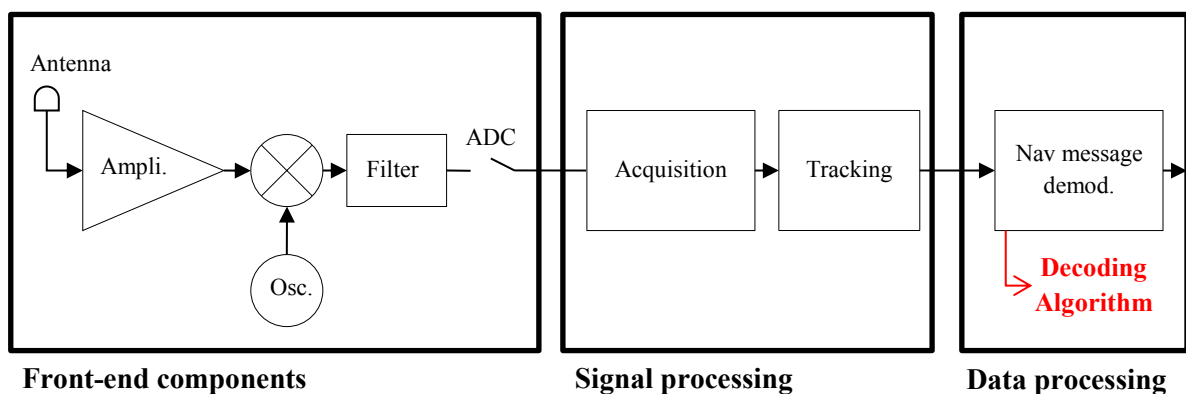 Antenna
Ampli.
Osc.
Filter
ADC
Front-end components
Acquisition
Tracking
Signal processing
Nav message
demod.
Decoding
Algorithm
Data processing